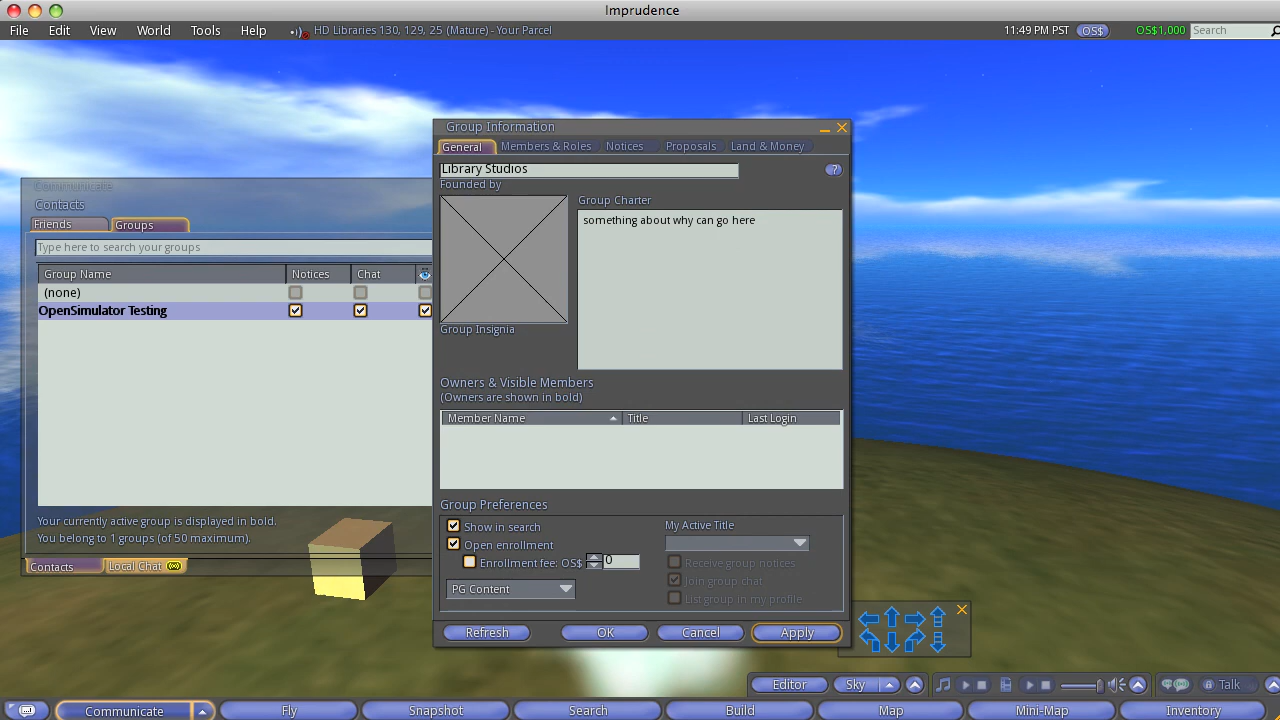 Imprudence
File Edit View World Tools Help HD Libraries 130, 129, 25 (Mature) - Your Parcel 11:49 PM PST OS$ OS$1,000 Search
Group Information
General Members & Roles Notices Proposals Land & Money
Library Studios ?
Founded by
Group Charter
something about why can go here
Group Insignia
Owners & Visible Members
(Owners are shown in bold)
Member Name Title Last Login
Group Preferences
Show in search
Open enrollment
Enrollment fee: OS$ 0
PG Content
My Active Title
Receive group notices
Join group chat
List group in my profile
Refresh OK Cancel Apply
Communicate
Contacts
Friends Groups
Type here to search your groups
Group Name Notices Chat
(none)
OpenSimulator Testing
Your currently active group is displayed in bold.
You belong to 1 groups (of 50 maximum).
Contacts Local Chat
Editor Sky Talk
Communicate Fly Snapshot Search Build Map Mini-Map Inventory